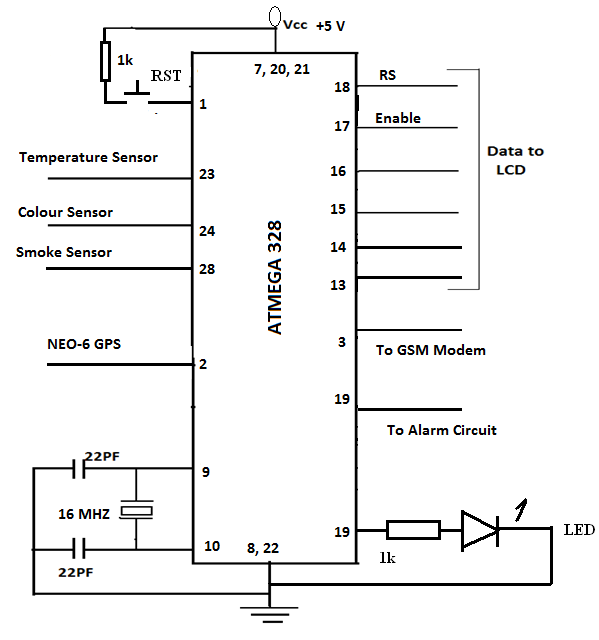 Vcc +5 V
1k
RST
7, 20, 21
1
18
RS
17
Enable
Data to
LCD
16
15
14
13
Temperature Sensor
23
Colour Sensor
24
Smoke Sensor
28
ATMEGA 328
NEO-6 GPS
2
3
To GSM Modem
19
To Alarm Circuit
22PF
9
16 MHZ
22PF
10
8, 22
19
1k
LED